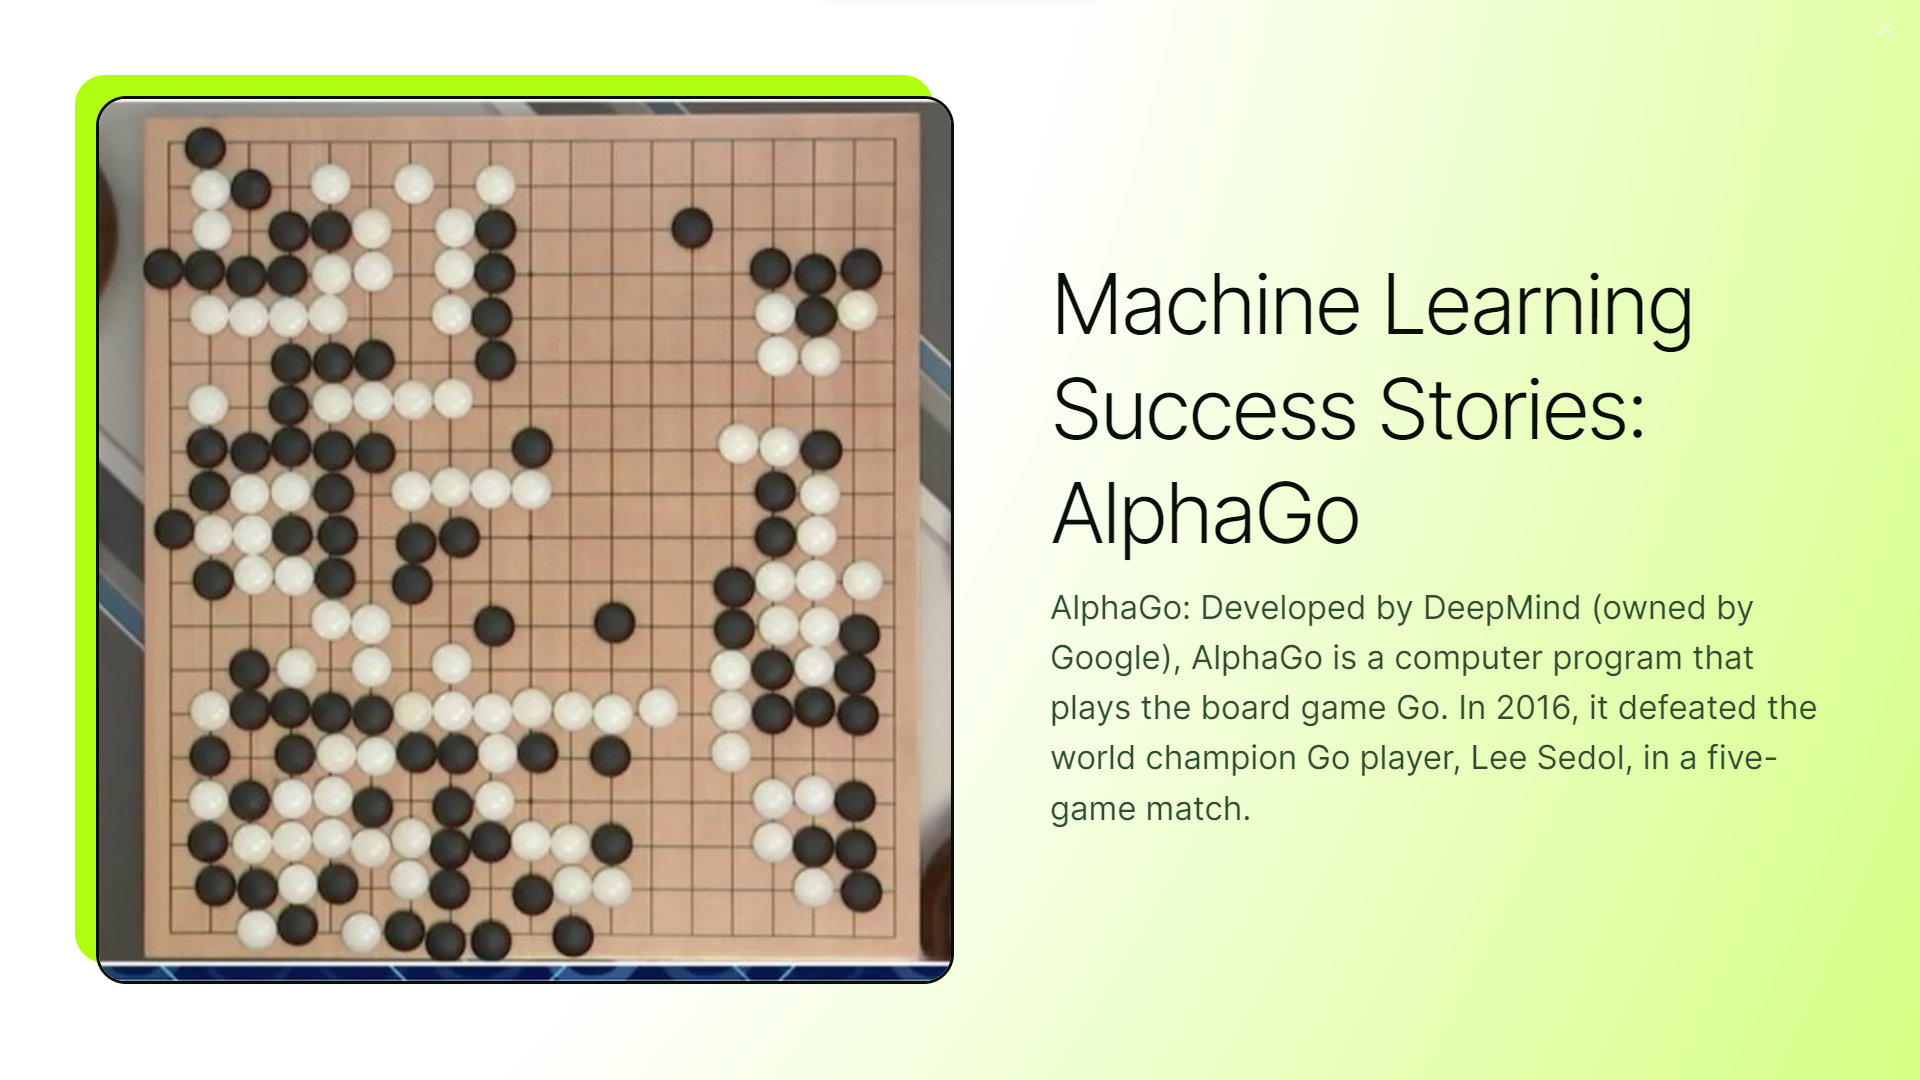 Machine Learning
Success Stories:
AlphaGo
AlphaGo: Developed by DeepMind (owned by
Google), AlphaGo is a computer program that
plays the board game Go. In 2016, it defeated the
world champion Go player, Lee Sedol, in a five-
game match.